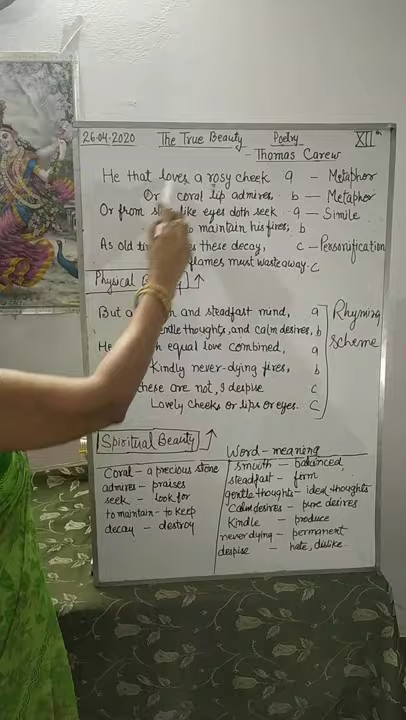 26.04.2020 The True Beauty Poetry XIIth
- Thomas Carew
He that loves a rosy cheek a - Metaphor
Or coral lip admires, b - Metaphor
Or from like eyes doth seek a - Simile
to maintain his fires, b
As old these decay, c - Personification
flames must waste away. c
Physical
But a and steadfast mind, a
gentle thoughts, and calm desires, b
He equal love combined, a
Kindly never-dying fires, b
these are not, I despise c
Lovely Cheeks or lips or eyes. c
Rhyming
scheme
Spiritual Beauty
Word - meaning
Coral - a precious stone
admires - praises
seek - look for
to maintain - to keep
decay - destroy
smooth - balanced
steadfast - firm
gentle thoughts - ideal thoughts
Calm desires - pure desires
Kindle - produce
never dying - permanent
despise - hate, dislike